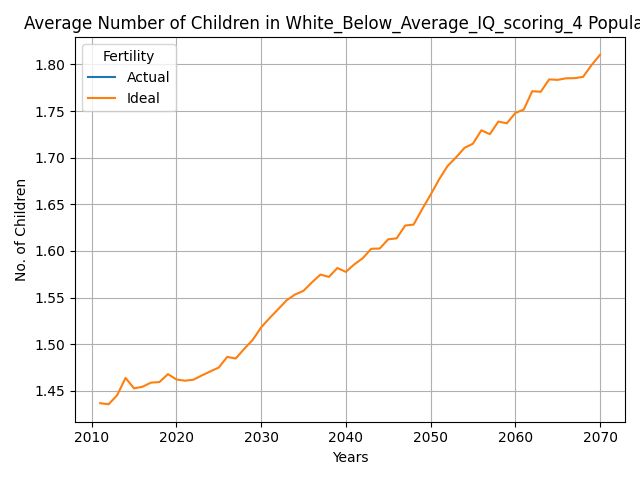 Average Number of Children in White_Below_Average_IQ_scoring_4 Popula
Fertility
Actual
Ideal
1.80
1.75
1.70
1.65
1.60
1.55
1.50
1.45
No. of Children
2010 2020 2030 2040 2050 2060 2070
Years